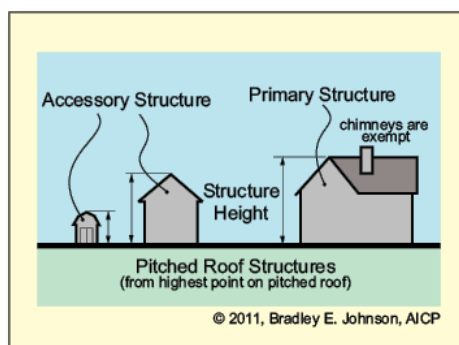 Accessory Structure
Primary Structure
chimneys are
exempt
Structure
Height
Pitched Roof Structures
(from highest point on pitched roof)
© 2011, Bradley E. Johnson, AICP